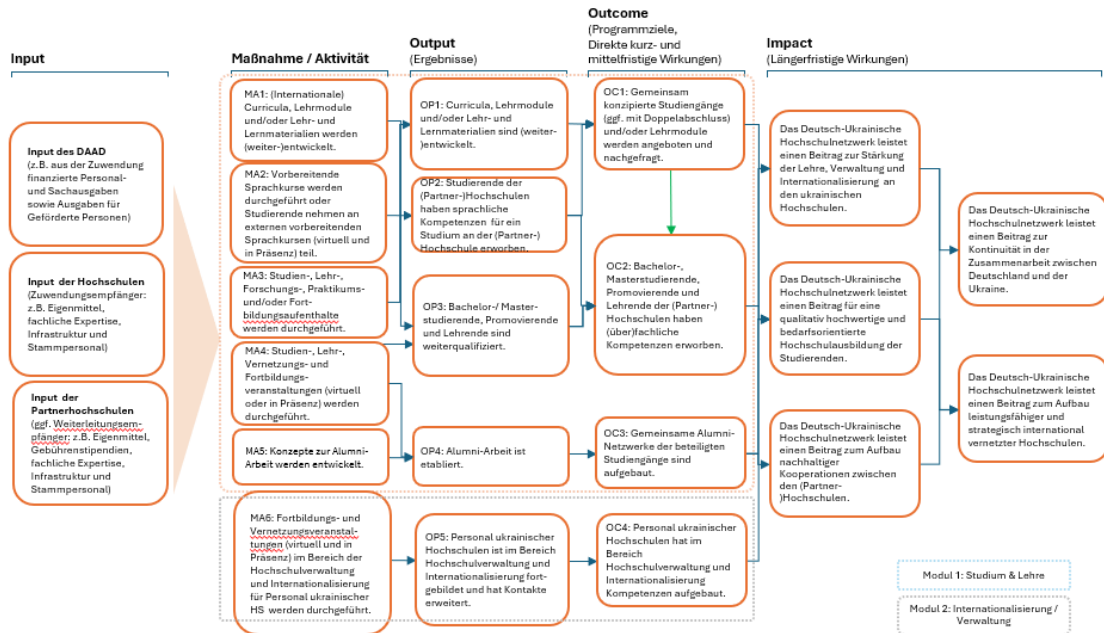 Input
Maßnahme / Aktivität
Output
(Ergebnisse)
Outcome
(Programmziele,
Direkte kurz- und
mittelfristige Wirkungen)
Impact
(Längerfristige Wirkungen)
Input des DAAD
(z.B. aus der Zuwendung
finanzierte Personal-
und Sachausgaben
sowie Ausgaben für
Geförderte Personen)
Input der Hochschulen
(Zuwendungsempfänger:
z.B. Eigenmittel,
fachliche Expertise,
Infrastruktur und
Stammpersonal)
Input der
Partnerhochschulen
(ggf. Weiterleitungsem-
pfänger: z.B. Eigenmittel,
Gebührenstipendien,
fachliche Expertise,
Infrastruktur und
Stammpersonal)
MA1: (Internationale)
Curricula, Lehrmodule
und/oder Lehr- und
Lernmaterialien werden
(weiter-)entwickelt.
MA2: Vorbereitende
Sprachkurse werden
durchgeführt oder
Studierende nehmen an
externen vorbereitenden
Sprachkursen (virtuell und
in Präsenz) teil.
MA3: Studien-, Lehr-,
Forschungs-, Praktikums-
und/oder Fort-
bildungsaufenthalte
werden durchgeführt.
MA4: Studien-, Lehr-,
Vernetzungs- und
Fortbildungs-
veranstaltungen (virtuell
oder in Präsenz) werden
durchgeführt.
MA5: Konzepte zur Alumni-
Arbeit werden entwickelt.
MA6: Fortbildungs- und
Vernetzungsveranstal-
tungen (virtuell und in
Präsenz) im Bereich der
Hochschulverwaltung
und Internationalisierung
für Personal ukrainischer
HS werden durchgeführt.
OP1: Curricula, Lehrmodule
und/oder Lehr- und
Lernmaterialien sind (weiter-
)entwickelt.
OP2: Studierende der
(Partner-)Hochschulen
haben sprachliche
Kompetenzen für ein
Studium an der (Partner-)
Hochschule erworben.
OP3: Bachelor-/ Master-
studierende, Promovierende
und Lehrende sind
weiterqualifiziert.
OP4: Alumni-Arbeit ist
etabliert.
OP5: Personal ukrainischer
Hochschulen ist im Bereich
Hochschulverwaltung und
Internationalisierung fort-
gebildet und hat Kontakte
erweitert.
OC1: Gemeinsam
konzipierte Studiengänge
(ggf. mit Doppelabschluss)
und/oder Lehrmodule
werden angeboten und
nachgefragt.
OC2: Bachelor-,
Masterstudierende,
Promovierende und
Lehrende der (Partner-)
Hochschulen haben
(über)fachliche
Kompetenzen erworben.
OC3: Gemeinsame Alumni-
Netzwerke der beteiligten
Studiengänge sind
aufgebaut.
OC4: Personal ukrainischer
Hochschulen hat im
Bereich
Hochschulverwaltung und
Internationalisierung
Kompetenzen aufgebaut.
Das Deutsch-Ukrainische
Hochschulnetzwerk leistet
einen Beitrag zur Stärkung
der Lehre, Verwaltung und
Internationalisierung an
den ukrainischen
Hochschulen.
Das Deutsch-Ukrainische
Hochschulnetzwerk leistet
einen Beitrag für eine
qualitativ hochwertige und
bedarfsorientierte
Hochschulausbildung der
Studierenden.
Das Deutsch-Ukrainische
Hochschulnetzwerk leistet
einen Beitrag zum Aufbau
nachhaltiger
Kooperationen zwischen
den (Partner-
)Hochschulen.
Das Deutsch-Ukrainische
Hochschulnetzwerk leistet
einen Beitrag zur
Kontinuität in der
Zusammenarbeit zwischen
Deutschland und der
Ukraine.
Das Deutsch-Ukrainische
Hochschulnetzwerk leistet
einen Beitrag zum Aufbau
leistungsfähiger und
strategisch international
vernetzter Hochschulen.
Modul 1: Studium & Lehre
Modul 2: Internationalisierung /
Verwaltung